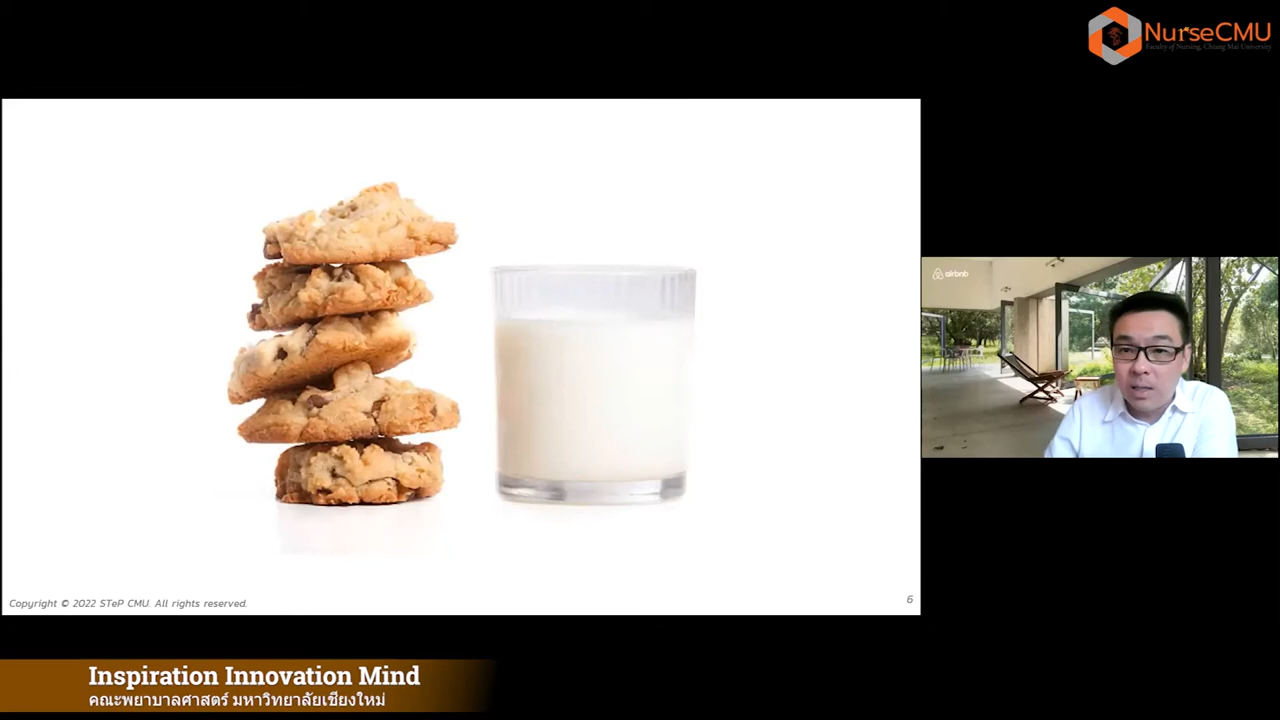 NurseCMU
Faculty of Nursing, Chiang Mai University
airbnb
Copyright © 2022 STeP CMU. All rights reserved.
6
Inspiration Innovation Mind
คณะพยาบาลศาสตร์ มหาวิทยาลัยเชียงใหม่